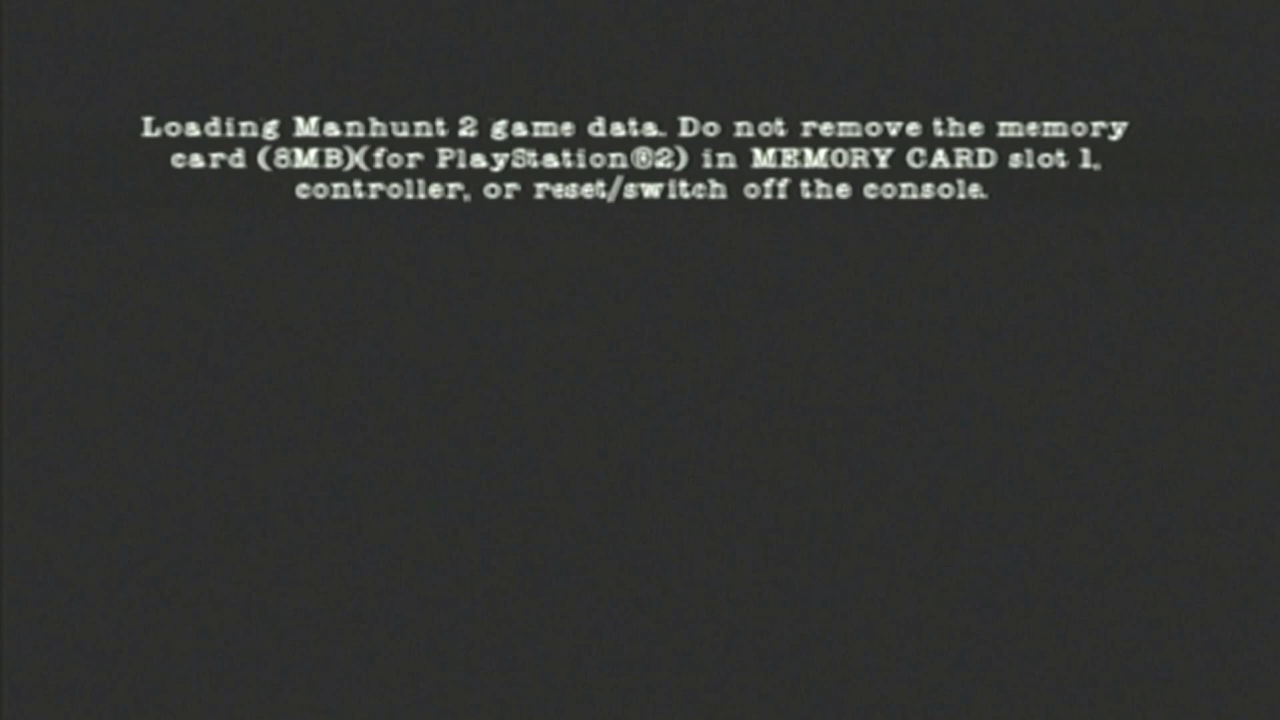 Loading Manhunt 2 game data. Do not remove the memory
card (8MB)(for PlayStation®2) in MEMORY CARD slot 1,
controller, or reset/switch off the console.